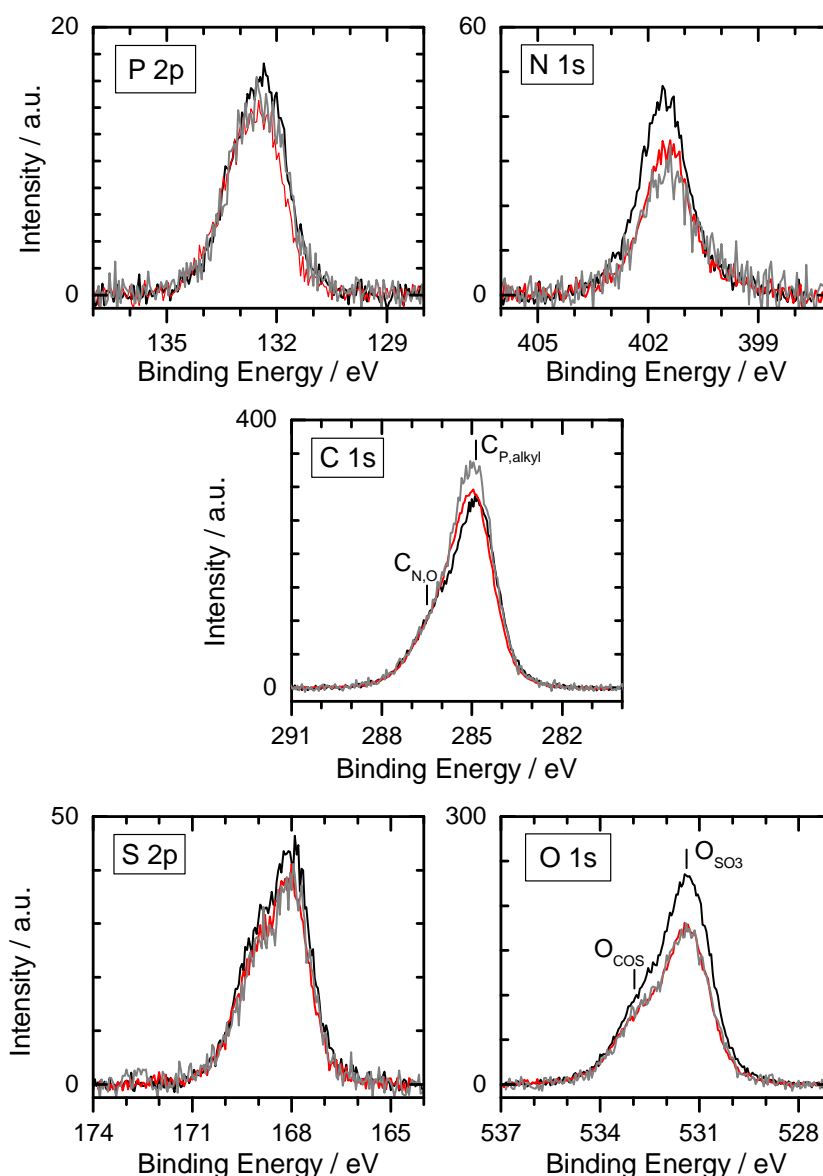 20
P 2p
Intensity / a.u.
0
135 132 129
Binding Energy / eV
60
N 1s
0
405 402 399
Binding Energy / eV
400
C 1s
C_P,alkyl
C_N,O
Intensity / a.u.
0
291 288 285 282
Binding Energy / eV
50
S 2p
Intensity / a.u.
0
174 171 168 165
Binding Energy / eV
300
O 1s
O_SO3
O_COS
0
537 534 531 528
Binding Energy / eV